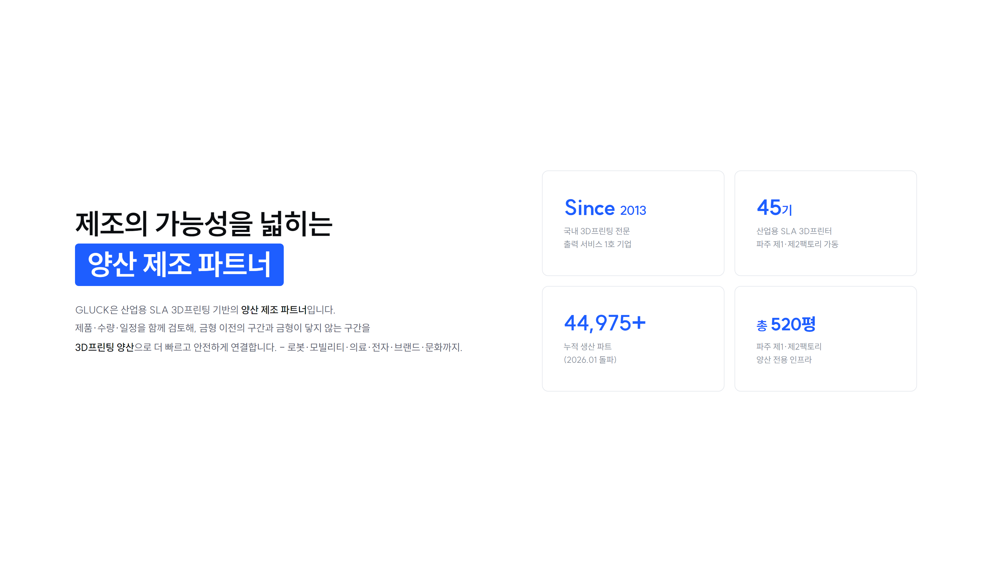 제조의 가능성을 넓히는
양산 제조 파트너
GLUCK은 산업용 SLA 3D프린팅 기반의 양산 제조 파트너입니다.
제품·수량·일정을 함께 검토해, 금형 이전의 구간과 금형이 닿지 않는 구간을
3D프린팅 양산으로 더 빠르고 안전하게 연결합니다. – 로봇·모빌리티·의료·전자·브랜드·문화까지.
Since 2013
국내 3D프린팅 전문
출력 서비스 1호 기업
45기
산업용 SLA 3D프린터
파주 제1·제2팩토리 가동
44,975+
누적 생산 파트
(2026.01 돌파)
총 520평
파주 제1·제2팩토리
양산 전용 인프라